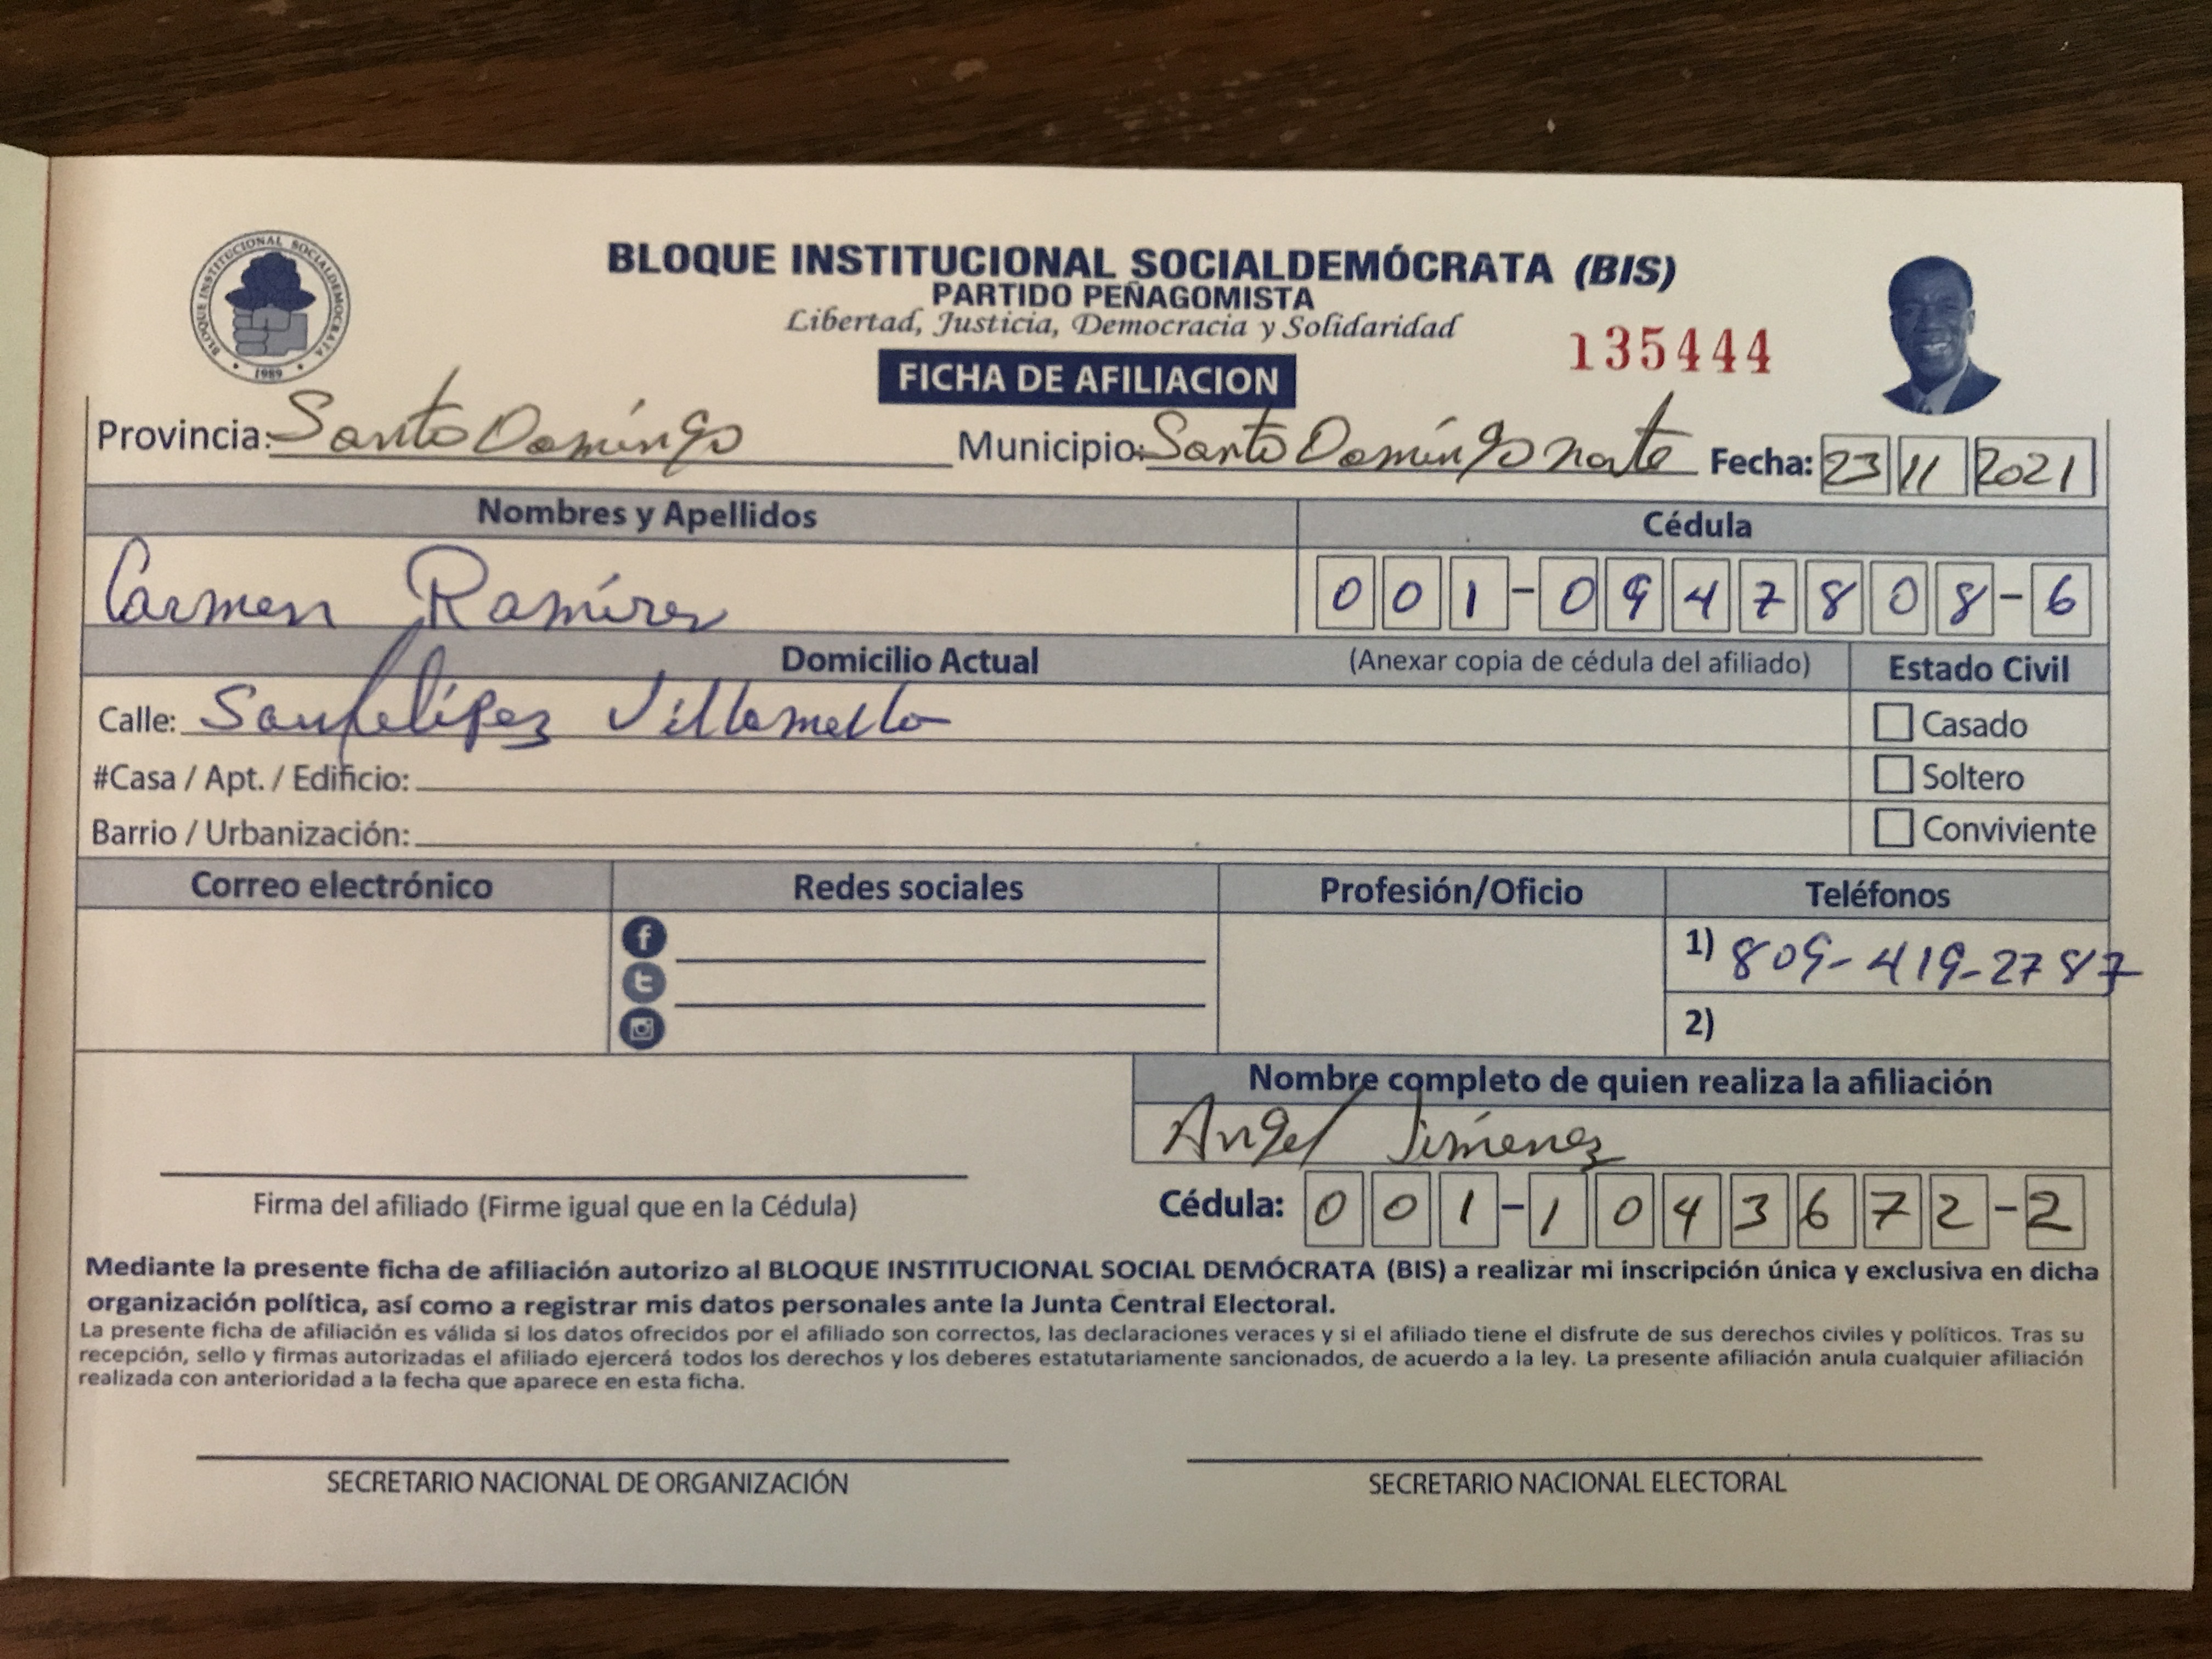 BLOQUE INSTITUCIONAL SOCIALDEMOCRATA
1989
BLOQUE INSTITUCIONAL SOCIALDEMÓCRATA (BIS)
PARTIDO PEÑAGOMISTA
Libertad, Justicia, Democracia y Solidaridad
135444
FICHA DE AFILIACION
Provincia: Santo Domingo Municipio: Santo Domingo norte Fecha: 23 11 2021
Nombres y Apellidos Cédula
Carmen Ramírez 001-0947808-6
Domicilio Actual (Anexar copia de cédula del afiliado) Estado Civil
Calle: Sanfelípez Villamella Casado
#Casa / Apt. / Edificio: Soltero
Barrio / Urbanización: Conviviente
Correo electrónico Redes sociales Profesión/Oficio Teléfonos
1) 809-419-2787
2)
Nombre completo de quien realiza la afiliación
Angel Jiménez
Firma del afiliado (Firme igual que en la Cédula) Cédula: 001-1043672-2
Mediante la presente ficha de afiliación autorizo al BLOQUE INSTITUCIONAL SOCIAL DEMÓCRATA (BIS) a realizar mi inscripción única y exclusiva en dicha
organización política, así como a registrar mis datos personales ante la Junta Central Electoral.
La presente ficha de afiliación es válida si los datos ofrecidos por el afiliado son correctos, las declaraciones veraces y si el afiliado tiene el disfrute de sus derechos civiles y políticos. Tras su
recepción, sello y firmas autorizadas el afiliado ejercerá todos los derechos y los deberes estatutariamente sancionados, de acuerdo a la ley. La presente afiliación anula cualquier afiliación
realizada con anterioridad a la fecha que aparece en esta ficha.
SECRETARIO NACIONAL DE ORGANIZACIÓN SECRETARIO NACIONAL ELECTORAL